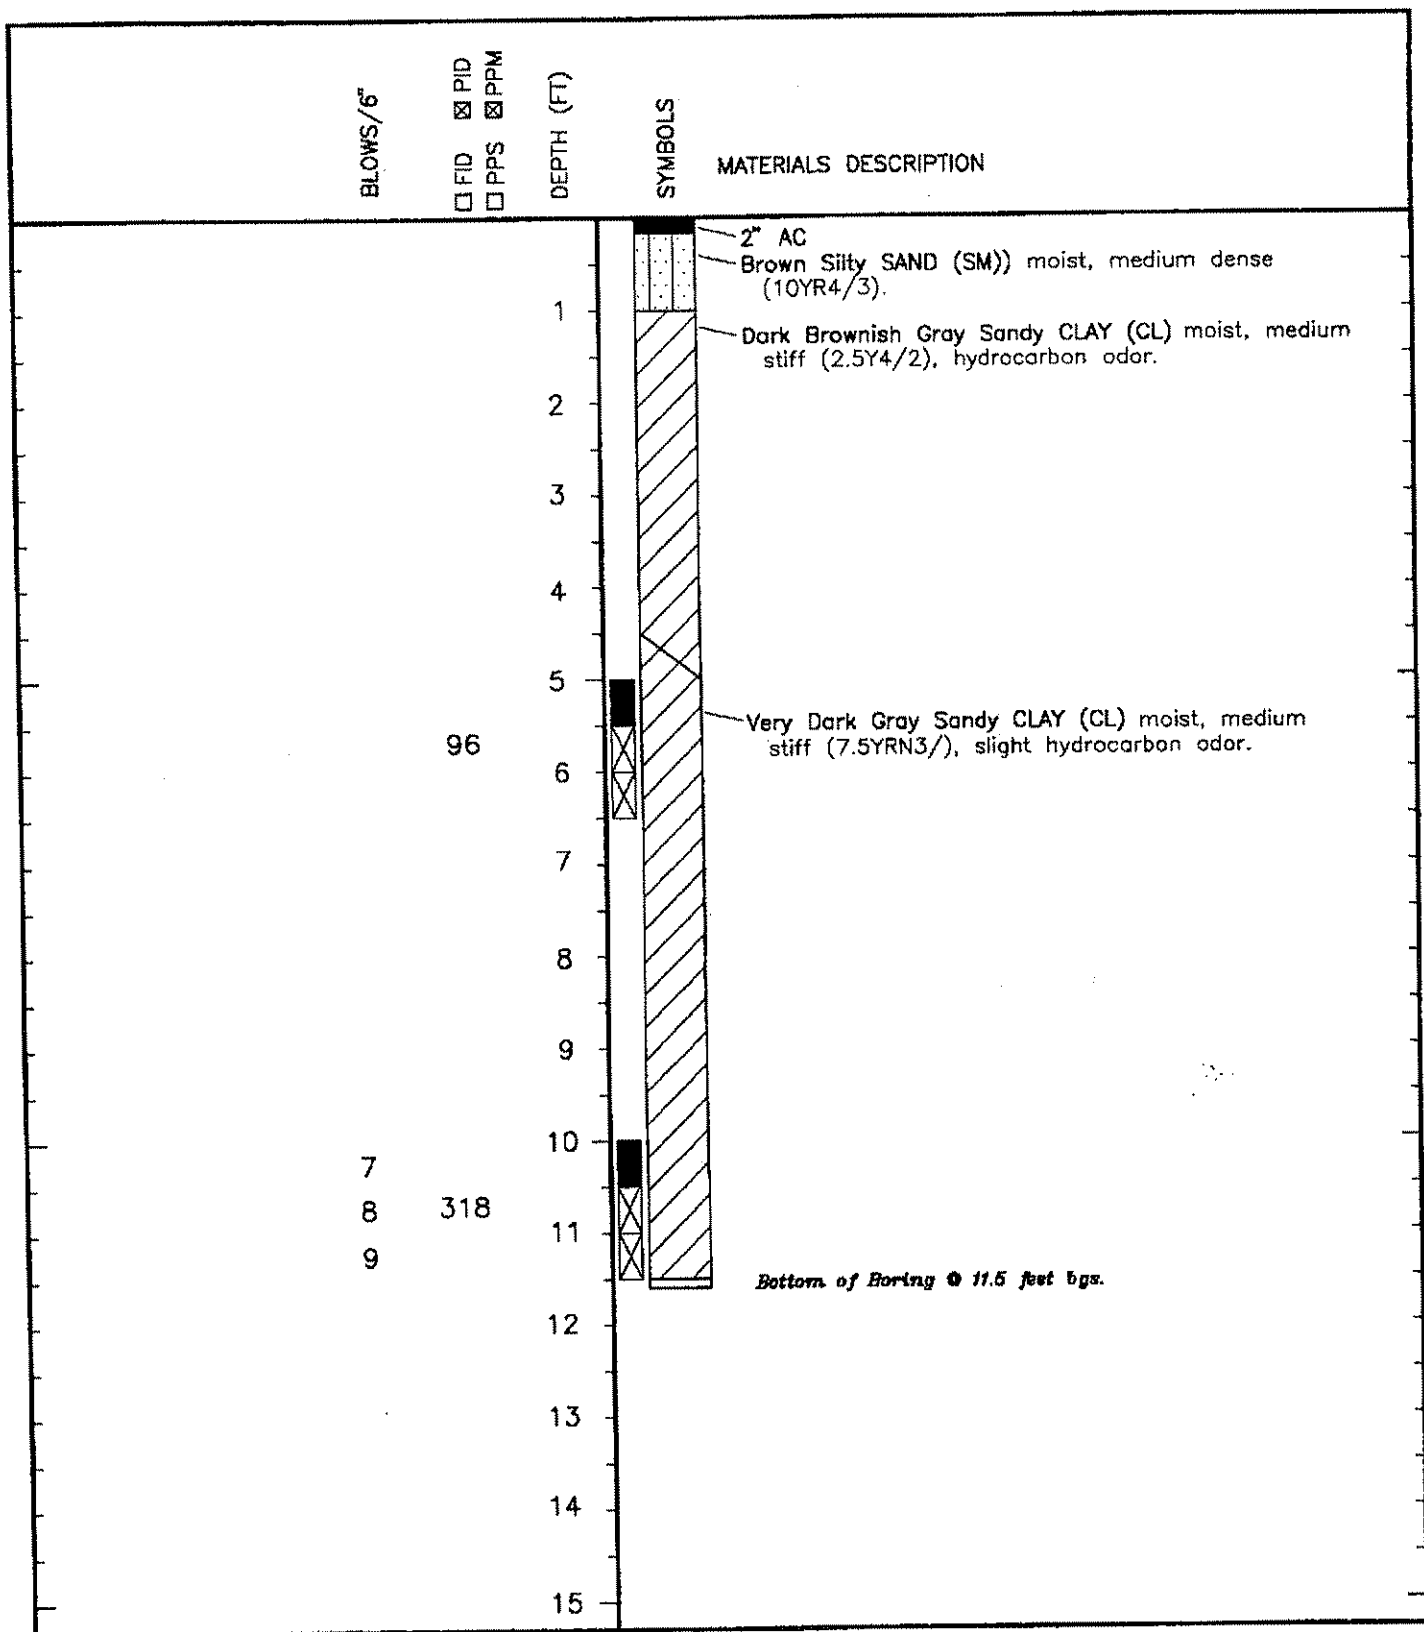 BLOWS/6"
☐ FID ☒ PID
☐ PPS ☒ PPM
DEPTH (FT)
SYMBOLS
MATERIALS DESCRIPTION
2" AC
Brown Silty SAND (SM)) moist, medium dense
(10YR4/3).
1
Dark Brownish Gray Sandy CLAY (CL) moist, medium
stiff (2.5Y4/2), hydrocarbon odor.
2
3
4
5
Very Dark Gray Sandy CLAY (CL) moist, medium
stiff (7.5YRN3/), slight hydrocarbon odor.
96
6
7
8
9
10
7
8 318
11
9
Bottom of Boring @ 11.5 feet bgs.
12
13
14
15